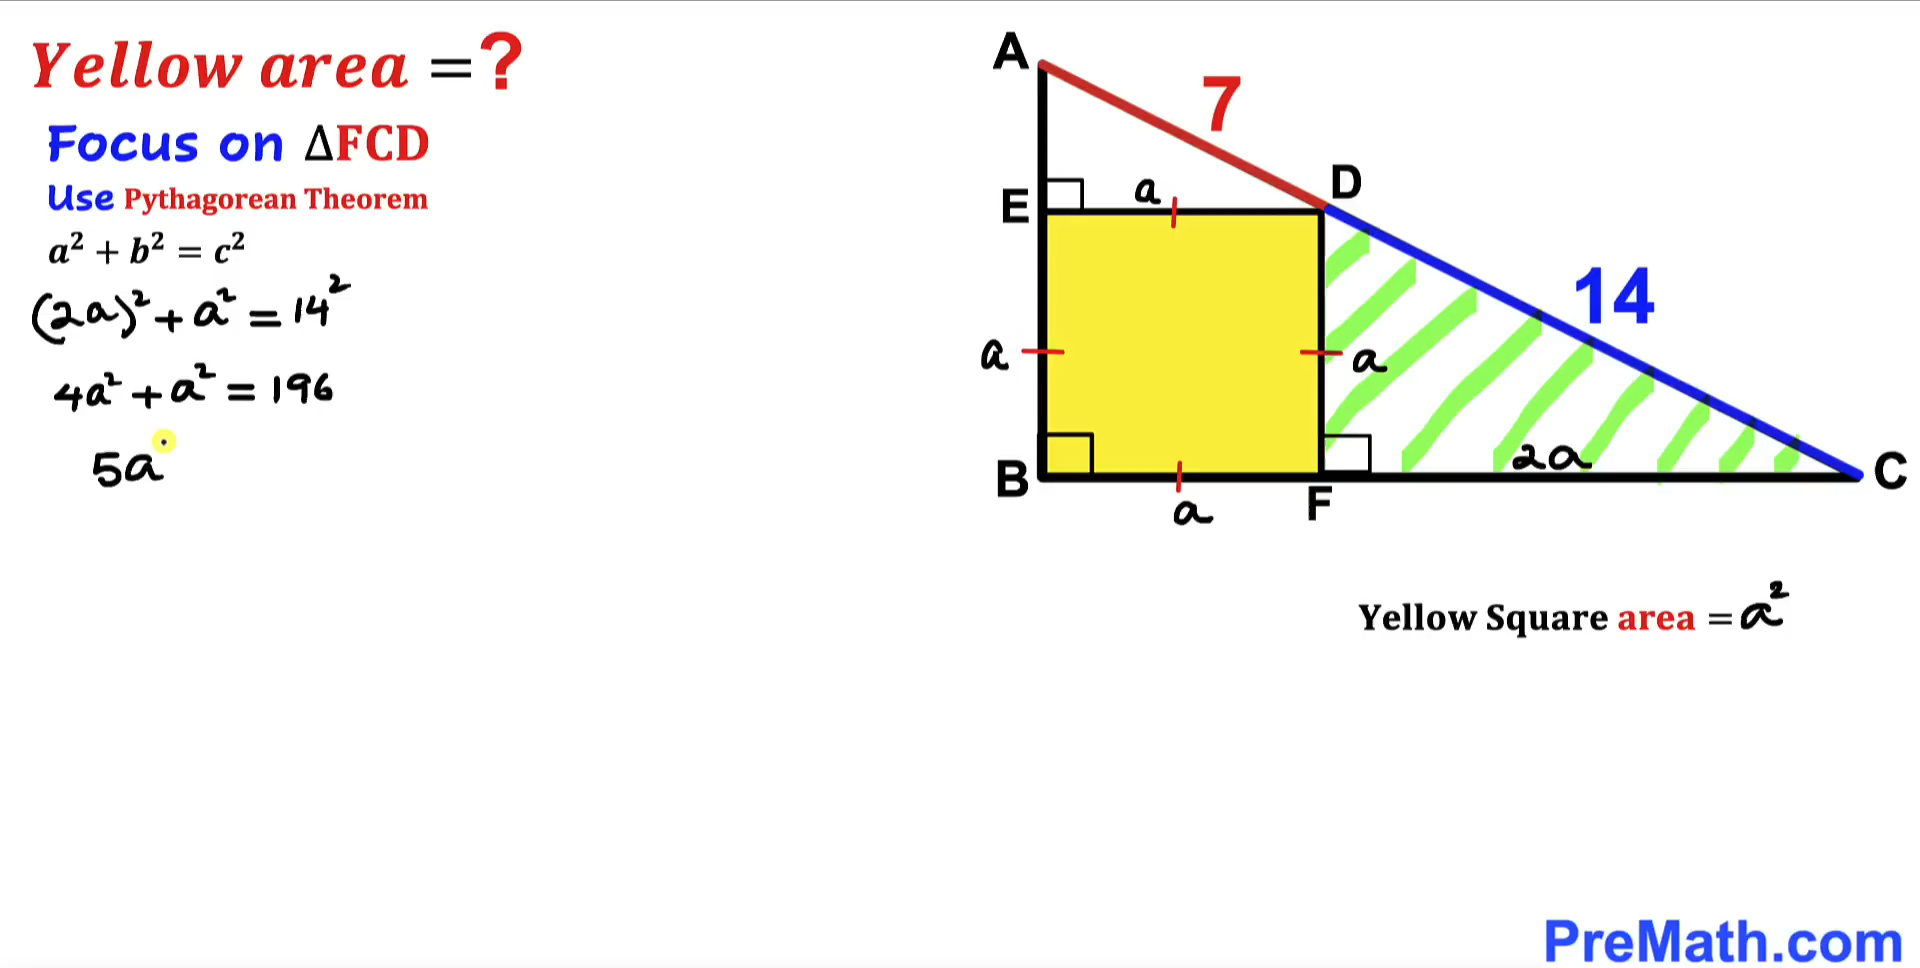 Yellow area = ?
Focus on ΔFCD
Use Pythagorean Theorem
a² + b² = c²
(2a)² + a² = 14²
4a² + a² = 196
5a
A
7
D
E
a
14
a
a
2a
B
F
C
a
Yellow Square area = a²
PreMath.com